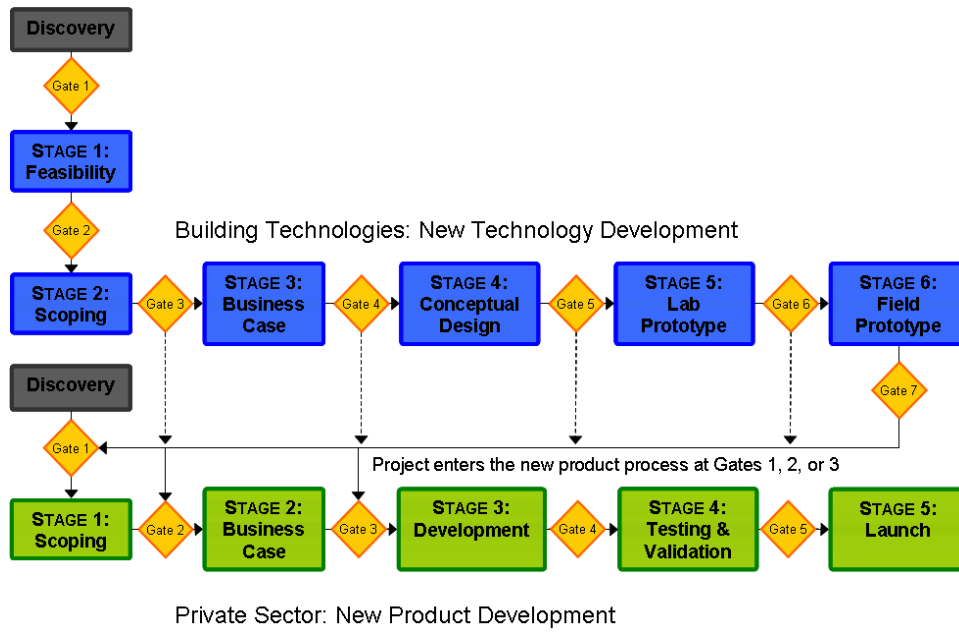 Discovery
Gate 1
STAGE 1:
Feasibility
Gate 2
Building Technologies: New Technology Development
STAGE 2:
Scoping
Gate 3
STAGE 3:
Business
Case
Gate 4
STAGE 4:
Conceptual
Design
Gate 5
STAGE 5:
Lab
Prototype
Gate 6
STAGE 6:
Field
Prototype
Discovery
Gate 7
Gate 1
Project enters the new product process at Gates 1, 2, or 3
STAGE 1:
Scoping
Gate 2
STAGE 2:
Business
Case
Gate 3
STAGE 3:
Development
Gate 4
STAGE 4:
Testing &
Validation
Gate 5
STAGE 5:
Launch
Private Sector: New Product Development